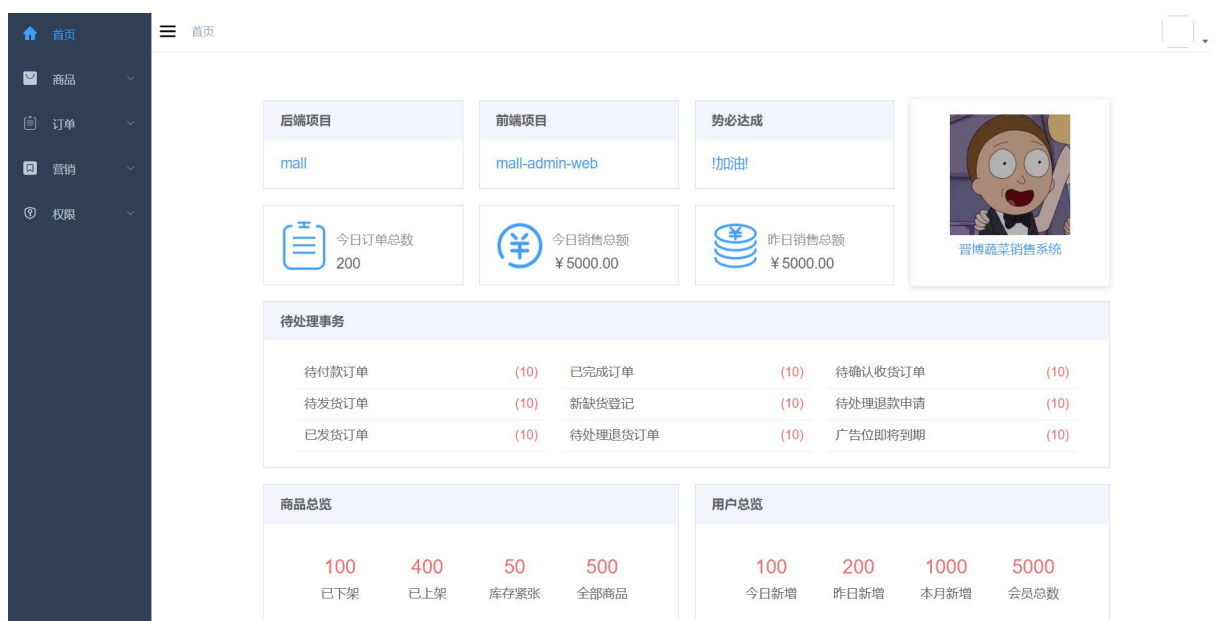 首页
商品
订单
营销
权限
首页
后端项目
mall
前端项目
mall-admin-web
势必达成
!加油!
晋博蔬菜销售系统
今日订单总数
200
今日销售总额
￥5000.00
昨日销售总额
￥5000.00
待处理事务
待付款订单 (10) 已完成订单 (10) 待确认收货订单 (10)
待发货订单 (10) 新缺货登记 (10) 待处理退款申请 (10)
已发货订单 (10) 待处理退货订单 (10) 广告位即将到期 (10)
商品总览
100 400 50 500
已下架 已上架 库存紧张 全部商品
用户总览
100 200 1000 5000
今日新增 昨日新增 本月新增 会员总数